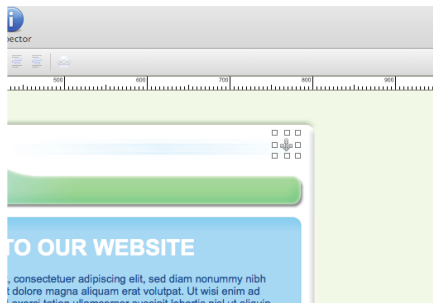 pector
500 600 700 800 900
TO OUR WEBSITE
, consectetuer adipiscing elit, sed diam nonummy nibh
t dolore magna aliquam erat volutpat. Ut wisi enim ad